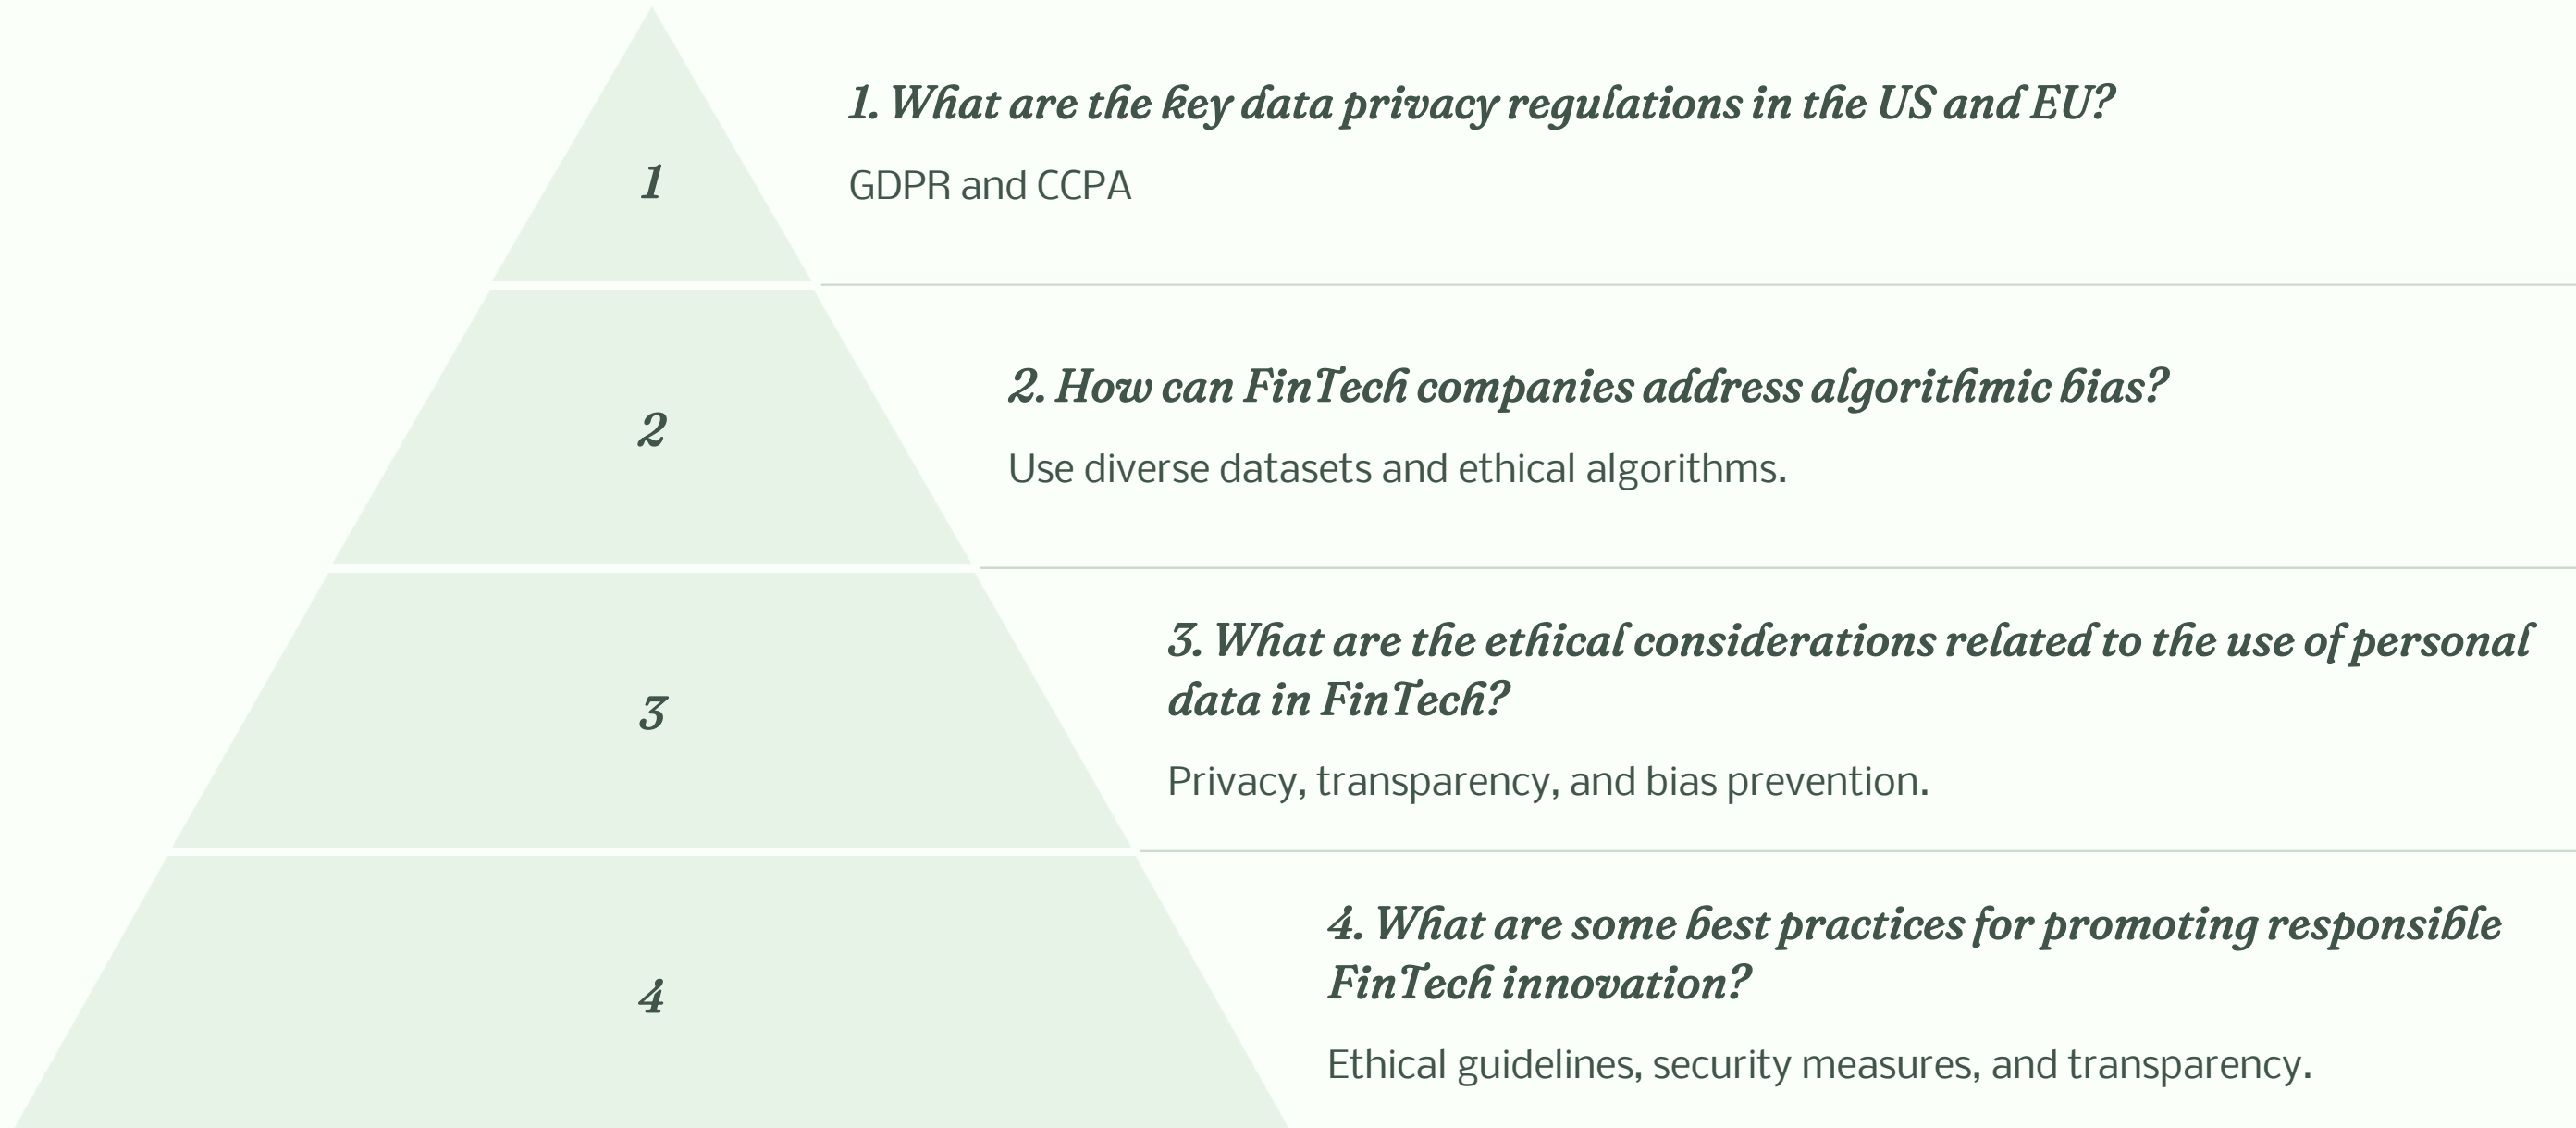 1
1. What are the key data privacy regulations in the US and EU?
GDPR and CCPA
2
2. How can FinTech companies address algorithmic bias?
Use diverse datasets and ethical algorithms.
3
3. What are the ethical considerations related to the use of personal
data in FinTech?
Privacy, transparency, and bias prevention.
4
4. What are some best practices for promoting responsible
FinTech innovation?
Ethical guidelines, security measures, and transparency.